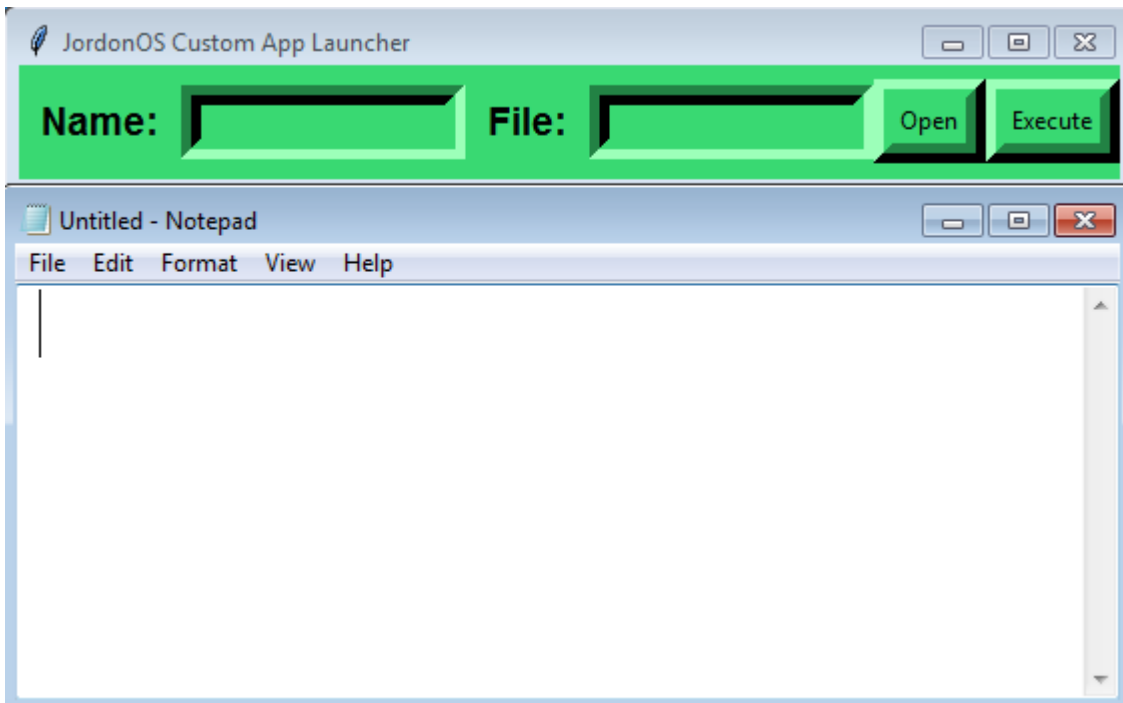 JordonOS Custom App Launcher
Name: File: Open Execute
Untitled - Notepad
File Edit Format View Help